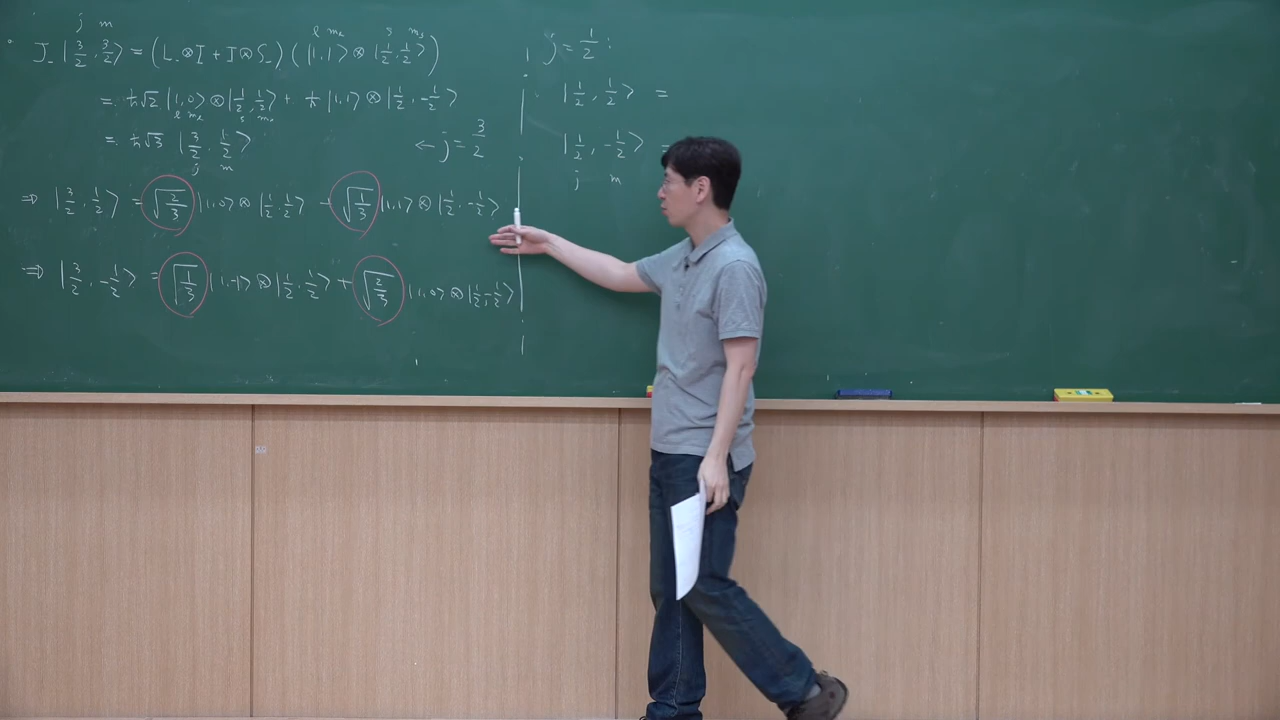 j m
l m_l s m_s
J_- |3/2, 3/2⟩ = (L_-⊗I + I⊗S_-)(|1,1⟩ ⊗ |1/2, 1/2⟩)
= ħ√2 |1,0⟩ ⊗ |1/2, 1/2⟩ + ħ |1,1⟩ ⊗ |1/2, -1/2⟩
l m_l s m_s
= ħ√3 |3/2, 1/2⟩ ← j = 3/2
j m
⇒ |3/2, 1/2⟩ = √(2/3) |1,0⟩ ⊗ |1/2, 1/2⟩ + √(1/3) |1,1⟩ ⊗ |1/2, -1/2⟩
⇒ |3/2, -1/2⟩ = √(1/3) |1,-1⟩ ⊗ |1/2, 1/2⟩ + √(2/3) |1,0⟩ ⊗ |1/2, -1/2⟩
j = 1/2 :
|1/2, 1/2⟩ =
|1/2, -1/2⟩ =
j m